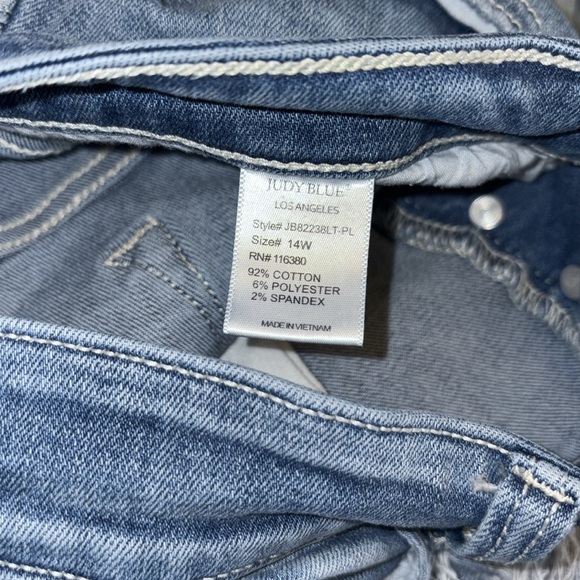 JUDY BLUE®
LOS ANGELES
Style# JB82238LT-PL
Size# 14W
RN# 116380
92% COTTON
6% POLYESTER
2% SPANDEX
MADE IN VIETNAM